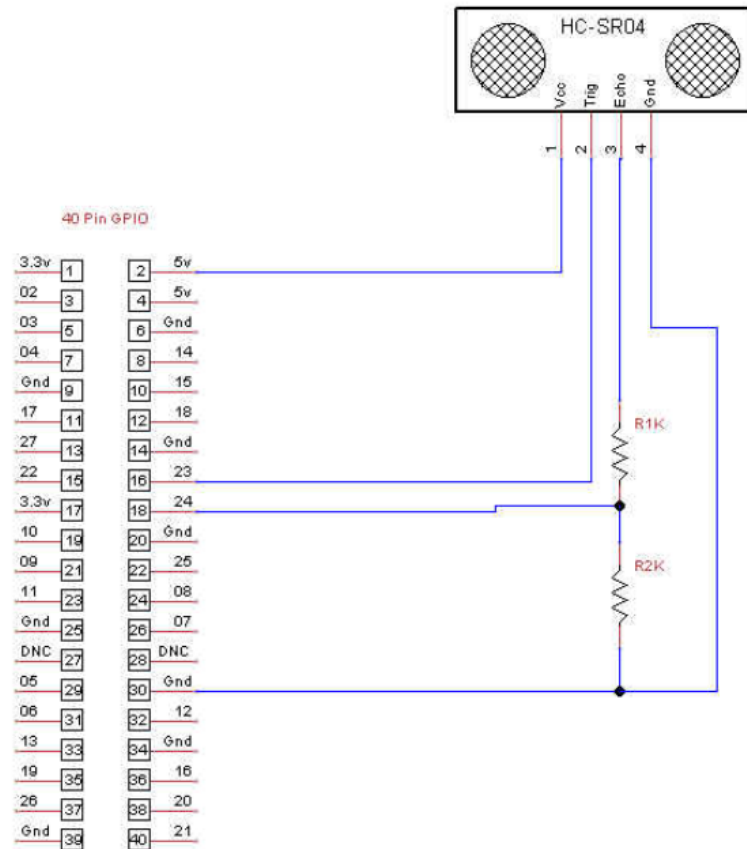 HC-SR04
Vcc Trig Echo Gnd
1 2 3 4
40 Pin GPIO
3.3v 1 2 5v
02 3 4 5v
03 5 6 Gnd
04 7 8 14
Gnd 9 10 15
17 11 12 18
27 13 14 Gnd
22 15 16 23
3.3v 17 18 24
10 19 20 Gnd
09 21 22 25
11 23 24 08
Gnd 25 26 07
DNC 27 28 DNC
05 29 30 Gnd
06 31 32 12
13 33 34 Gnd
19 35 36 16
26 37 38 20
Gnd 39 40 21
R1K
R2K